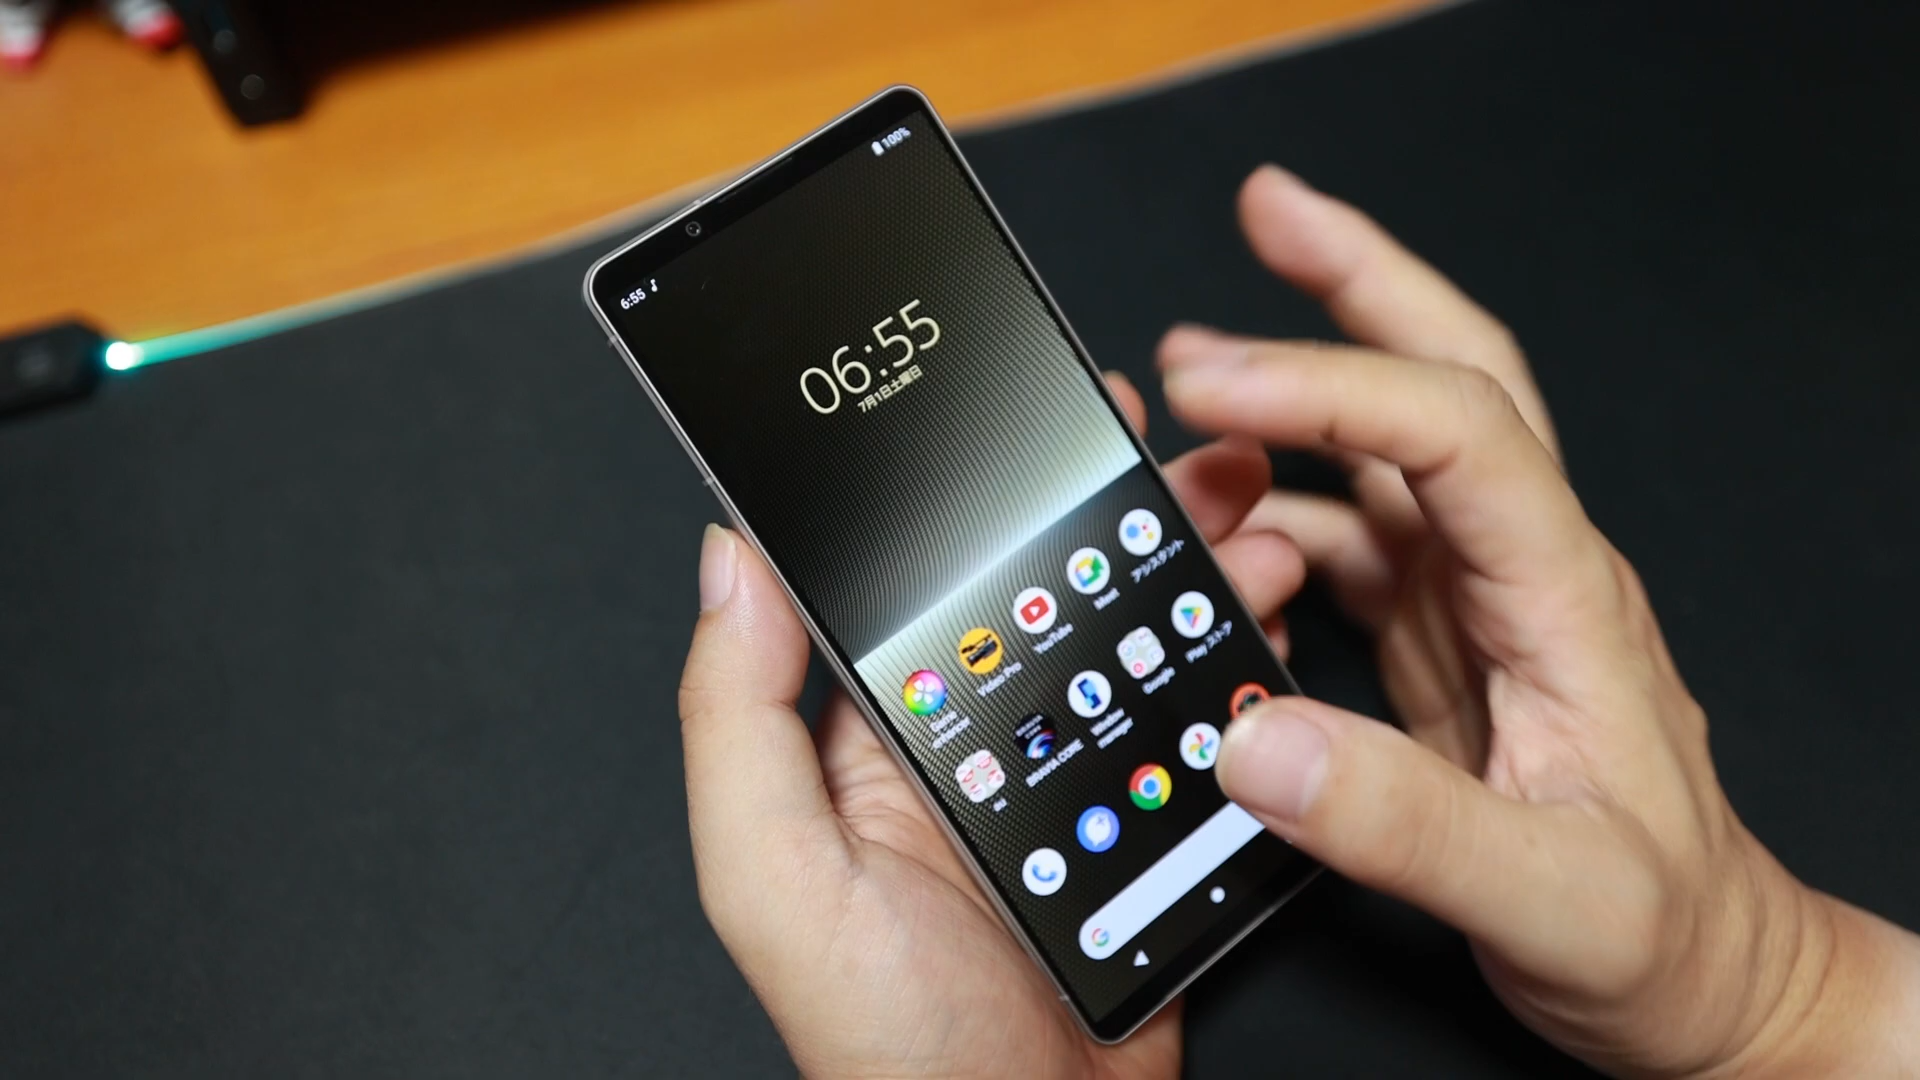 100%
6:55
06:55
7月1日土曜日
アシスタント
Meet
YouTube
Video Pro
Play ストア
Google
Window
manager
BRAVIA CORE
au